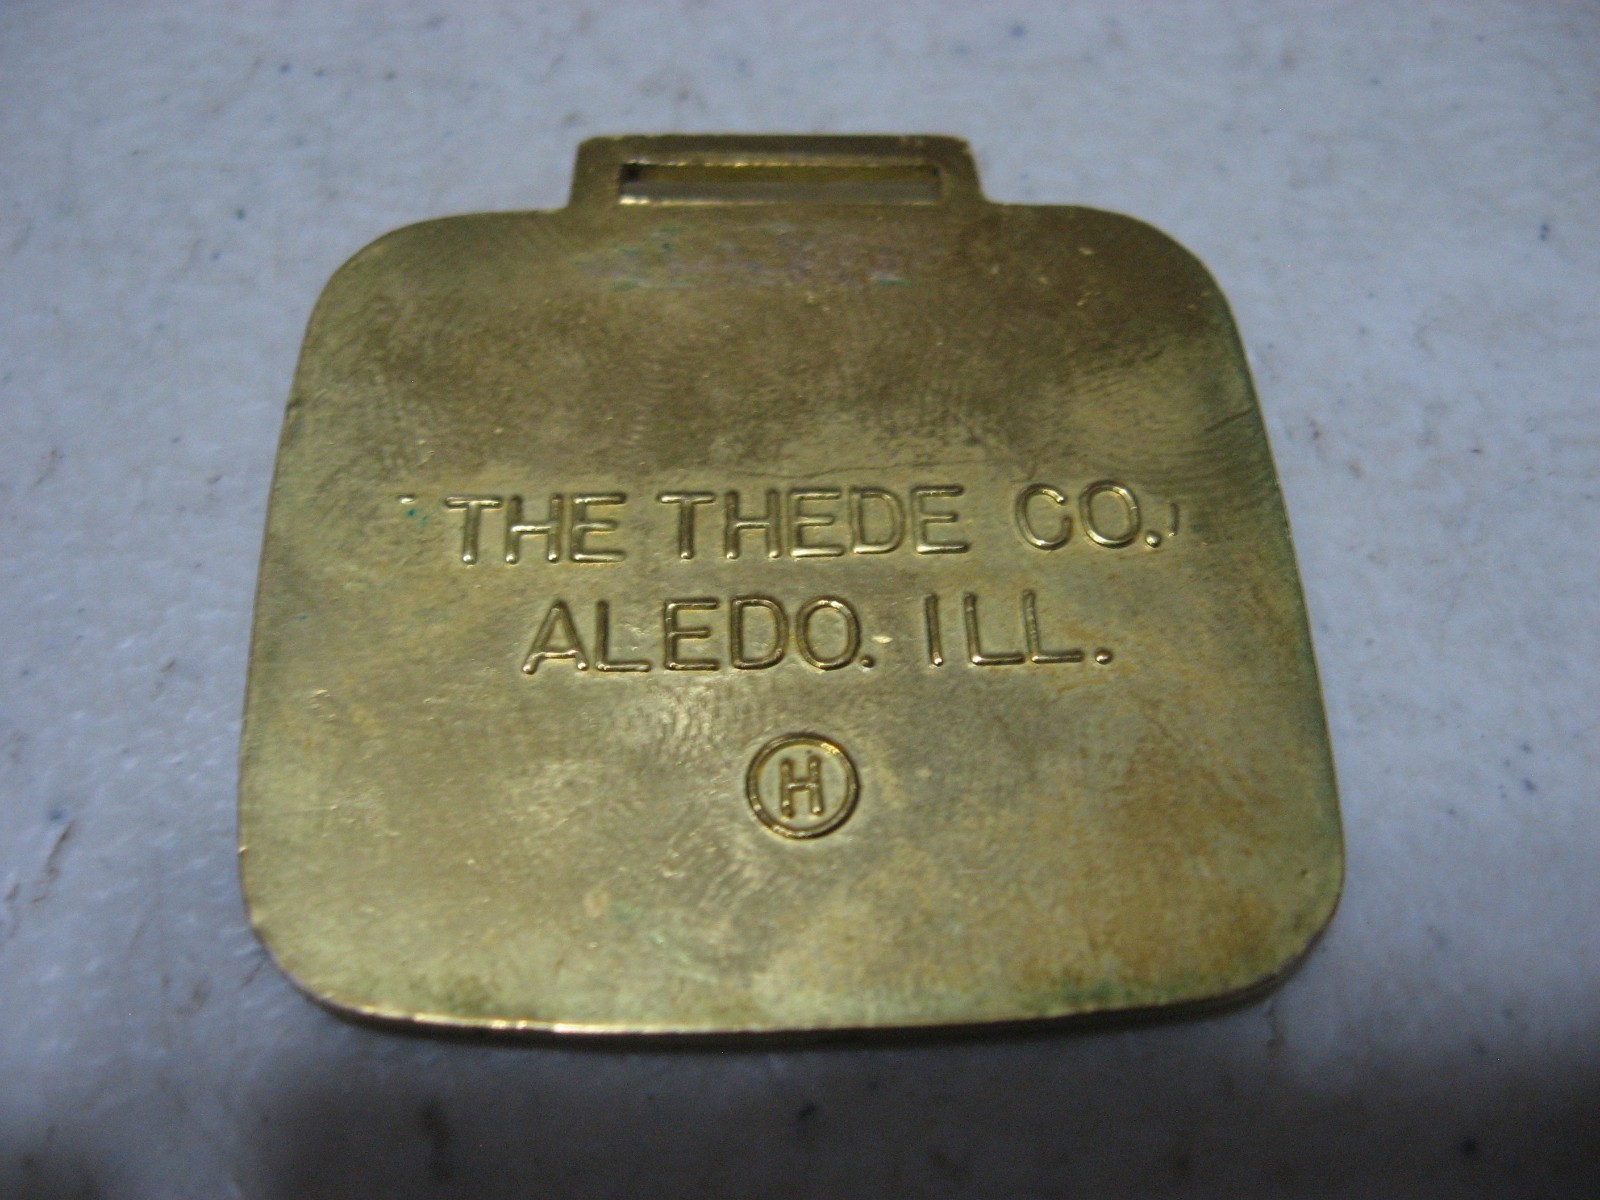 THE THEDE CO.
ALEDO. ILL.
H